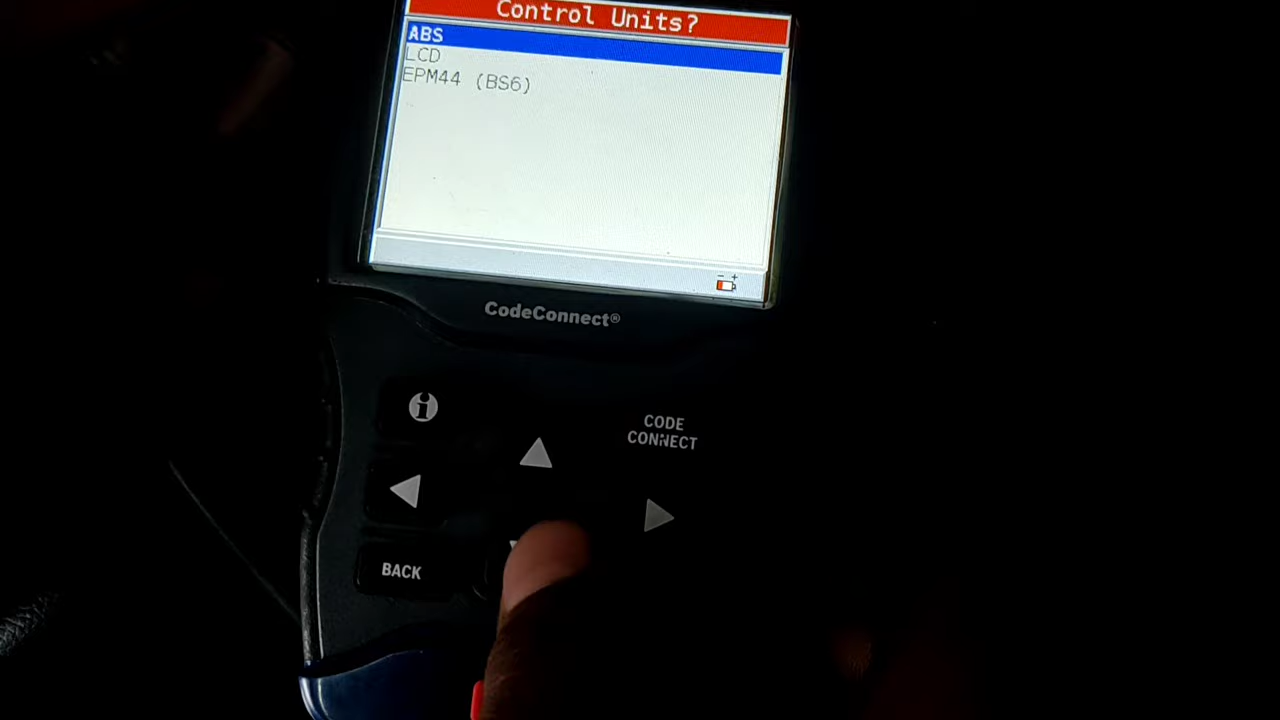 Control Units?
ABS
LCD
EPM44 (BS6)
CodeConnect®
CODE
CONNECT
BACK